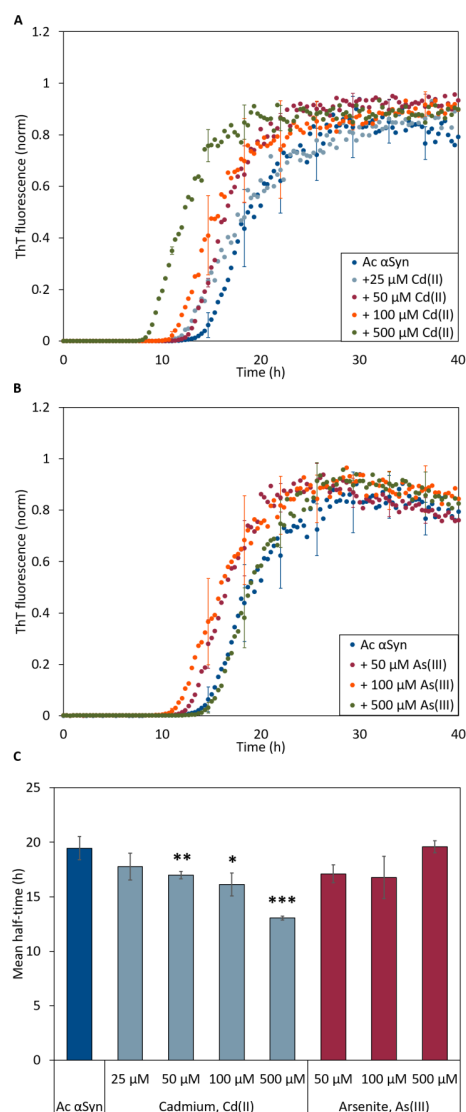 A
1.2
1
0.8
0.6
0.4
0.2
0
ThT fluorescence (norm)
0 10 20 30 40
Time (h)
Ac αSyn
+25 µM Cd(II)
+ 50 µM Cd(II)
+ 100 µM Cd(II)
+ 500 µM Cd(II)
B
1.2
1
0.8
0.6
0.4
0.2
0
ThT fluorescence (norm)
0 10 20 30 40
Time (h)
Ac αSyn
+ 50 µM As(III)
+ 100 µM As(III)
+ 500 µM As(III)
C
25
20
15
10
5
0
Mean half-time (h)
**
*
***
25 µM 50 µM 100 µM 500 µM 50 µM 100 µM 500 µM
Ac αSyn Cadmium, Cd(II) Arsenite, As(III)